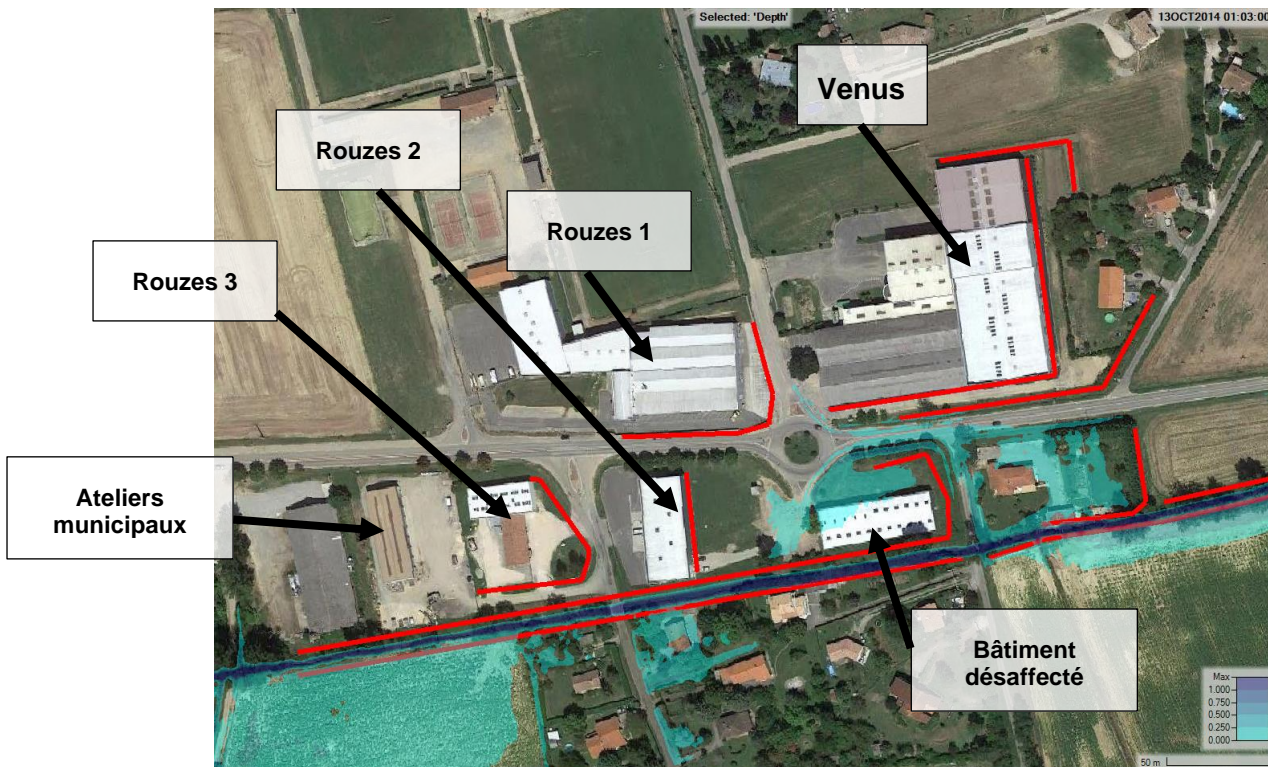 Selected: 'Depth'
13OCT2014 01:03:00
Venus
Rouzes 2
Rouzes 1
Rouzes 3
Ateliers
municipaux
Bâtiment
désaffecté
Max
1.000
0.750
0.500
0.250
0.000
50 m